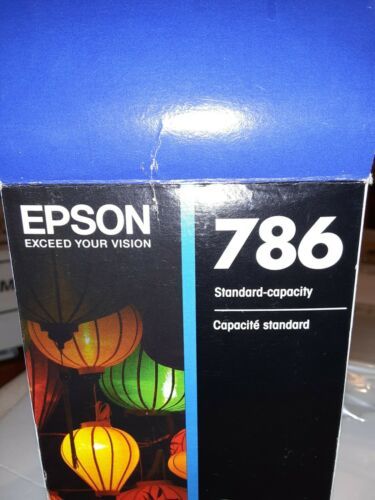 EPSON
EXCEED YOUR VISION
786
Standard-capacity
Capacité standard